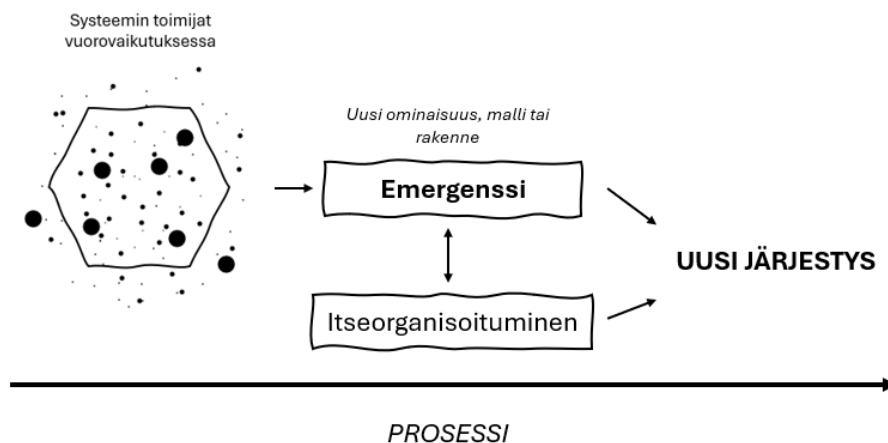 Systeemin toimijat
vuorovaikutuksessa
Uusi ominaisuus, malli tai
rakenne
Emergenssi
UUSI JÄRJESTYS
Itseorganisoituminen
PROSESSI